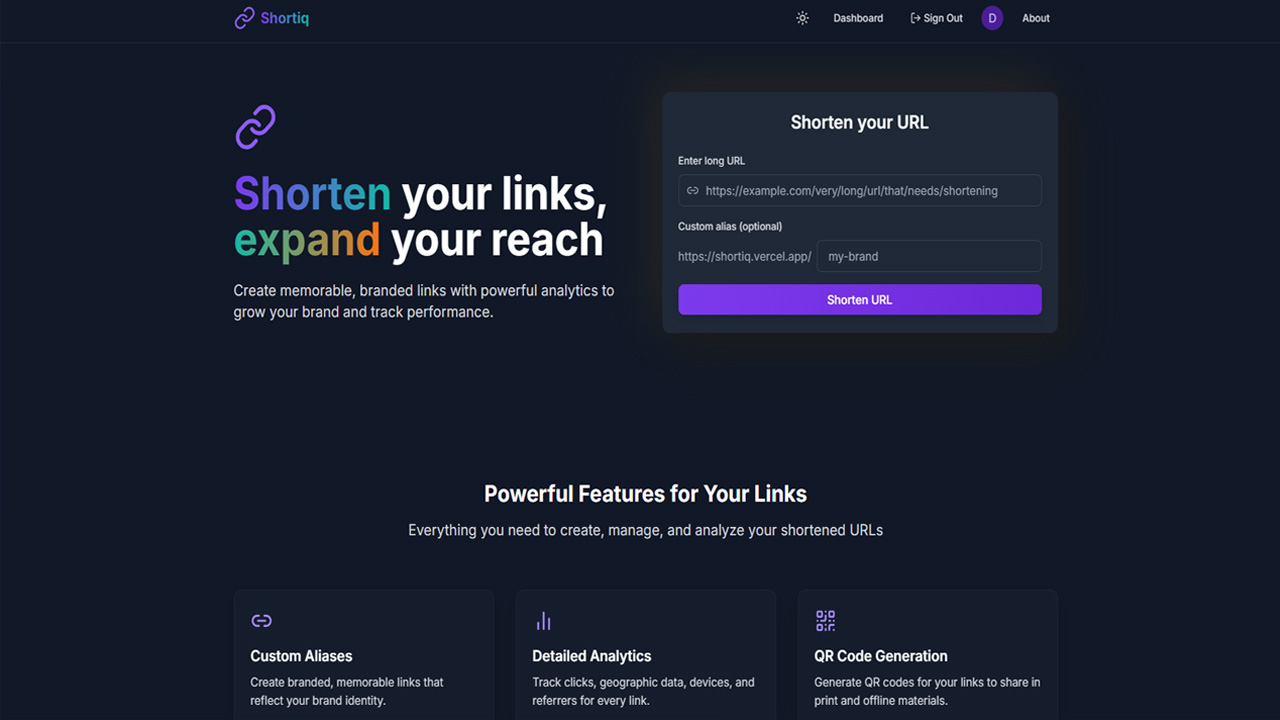 Shortiq
Dashboard
Sign Out
D
About
Shorten your links,
expand your reach
Create memorable, branded links with powerful analytics to
grow your brand and track performance.
Shorten your URL
Enter long URL
https://example.com/very/long/url/that/needs/shortening
Custom alias (optional)
https://shortiq.vercel.app/ my-brand
Shorten URL
Powerful Features for Your Links
Everything you need to create, manage, and analyze your shortened URLs
Custom Aliases
Create branded, memorable links that
reflect your brand identity.
Detailed Analytics
Track clicks, geographic data, devices, and
referrers for every link.
QR Code Generation
Generate QR codes for your links to share in
print and offline materials.